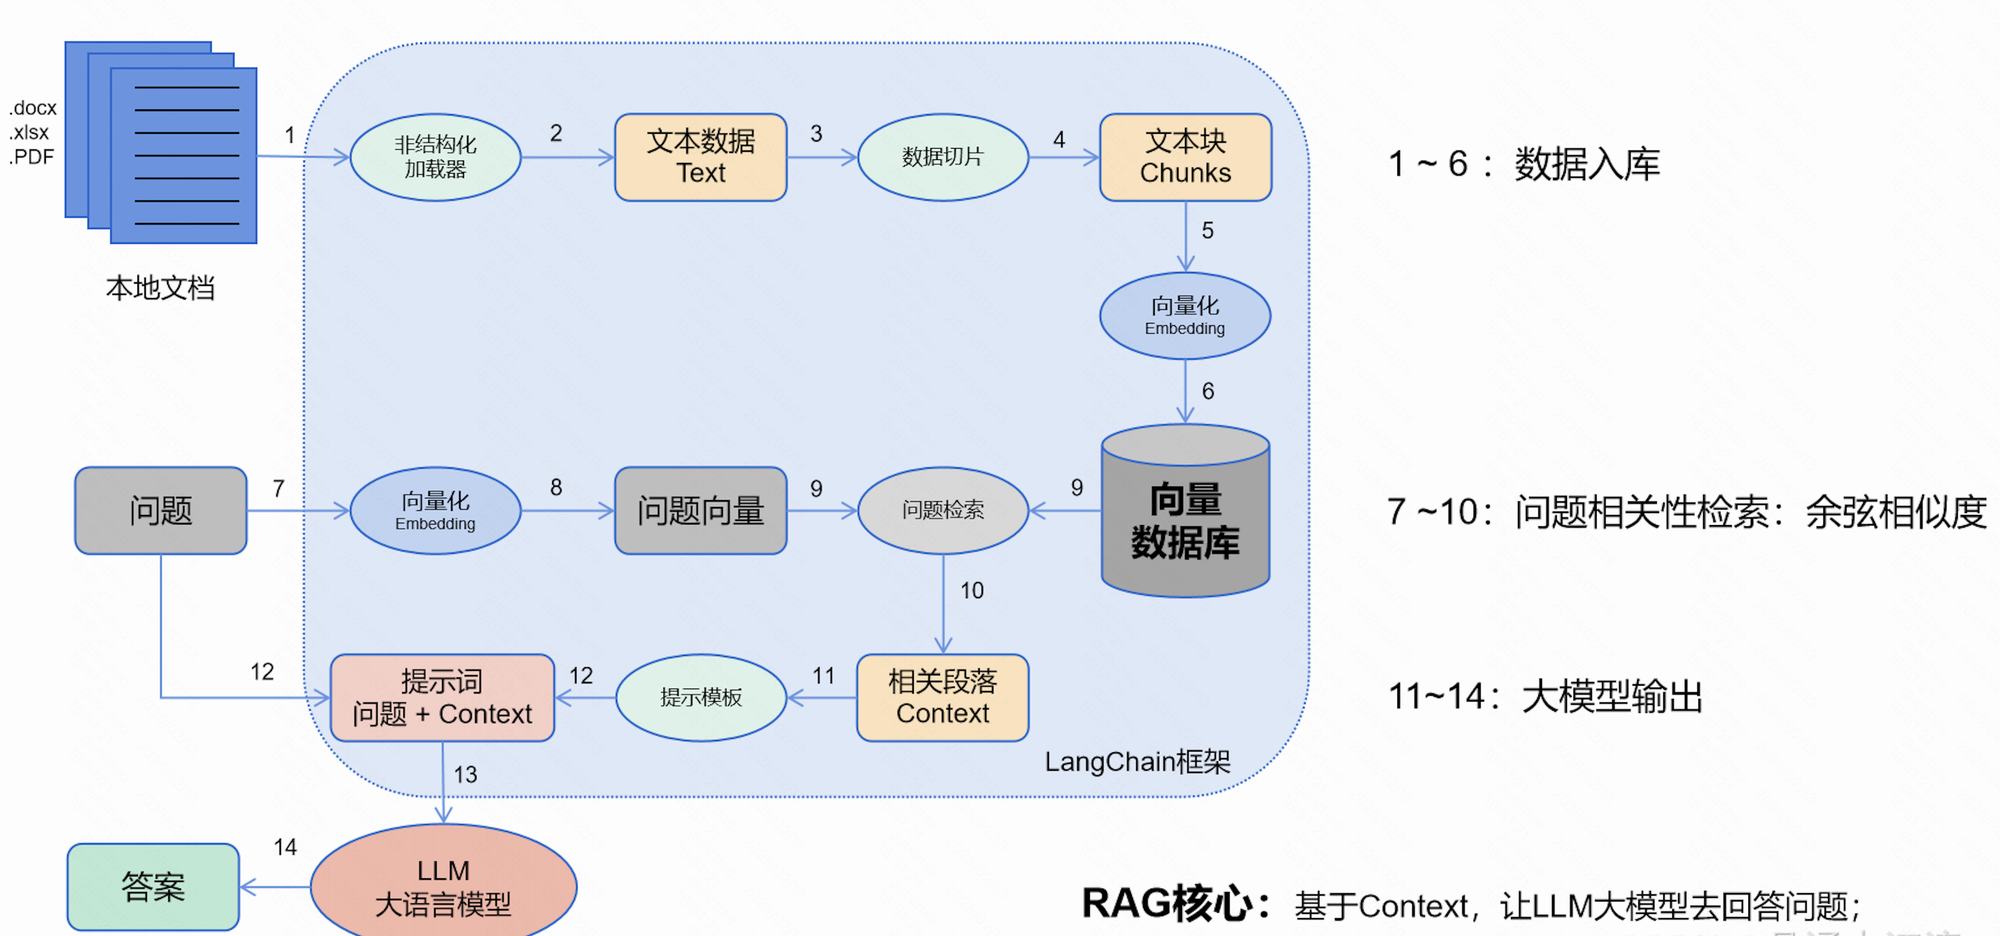 .docx
.xlsx
.PDF
本地文档
1
非结构化
加载器
2
文本数据
Text
3
数据切片
4
文本块
Chunks
1 ~ 6 ：数据入库
5
向量化
Embedding
6
问题
7
向量化
Embedding
8
问题向量
9
问题检索
9
向量
数据库
7 ~10：问题相关性检索：余弦相似度
10
12
提示词
问题 + Context
12
提示模板
11
相关段落
Context
11~14：大模型输出
LangChain框架
13
LLM
大语言模型
14
答案
RAG核心：基于Context，让LLM大模型去回答问题；